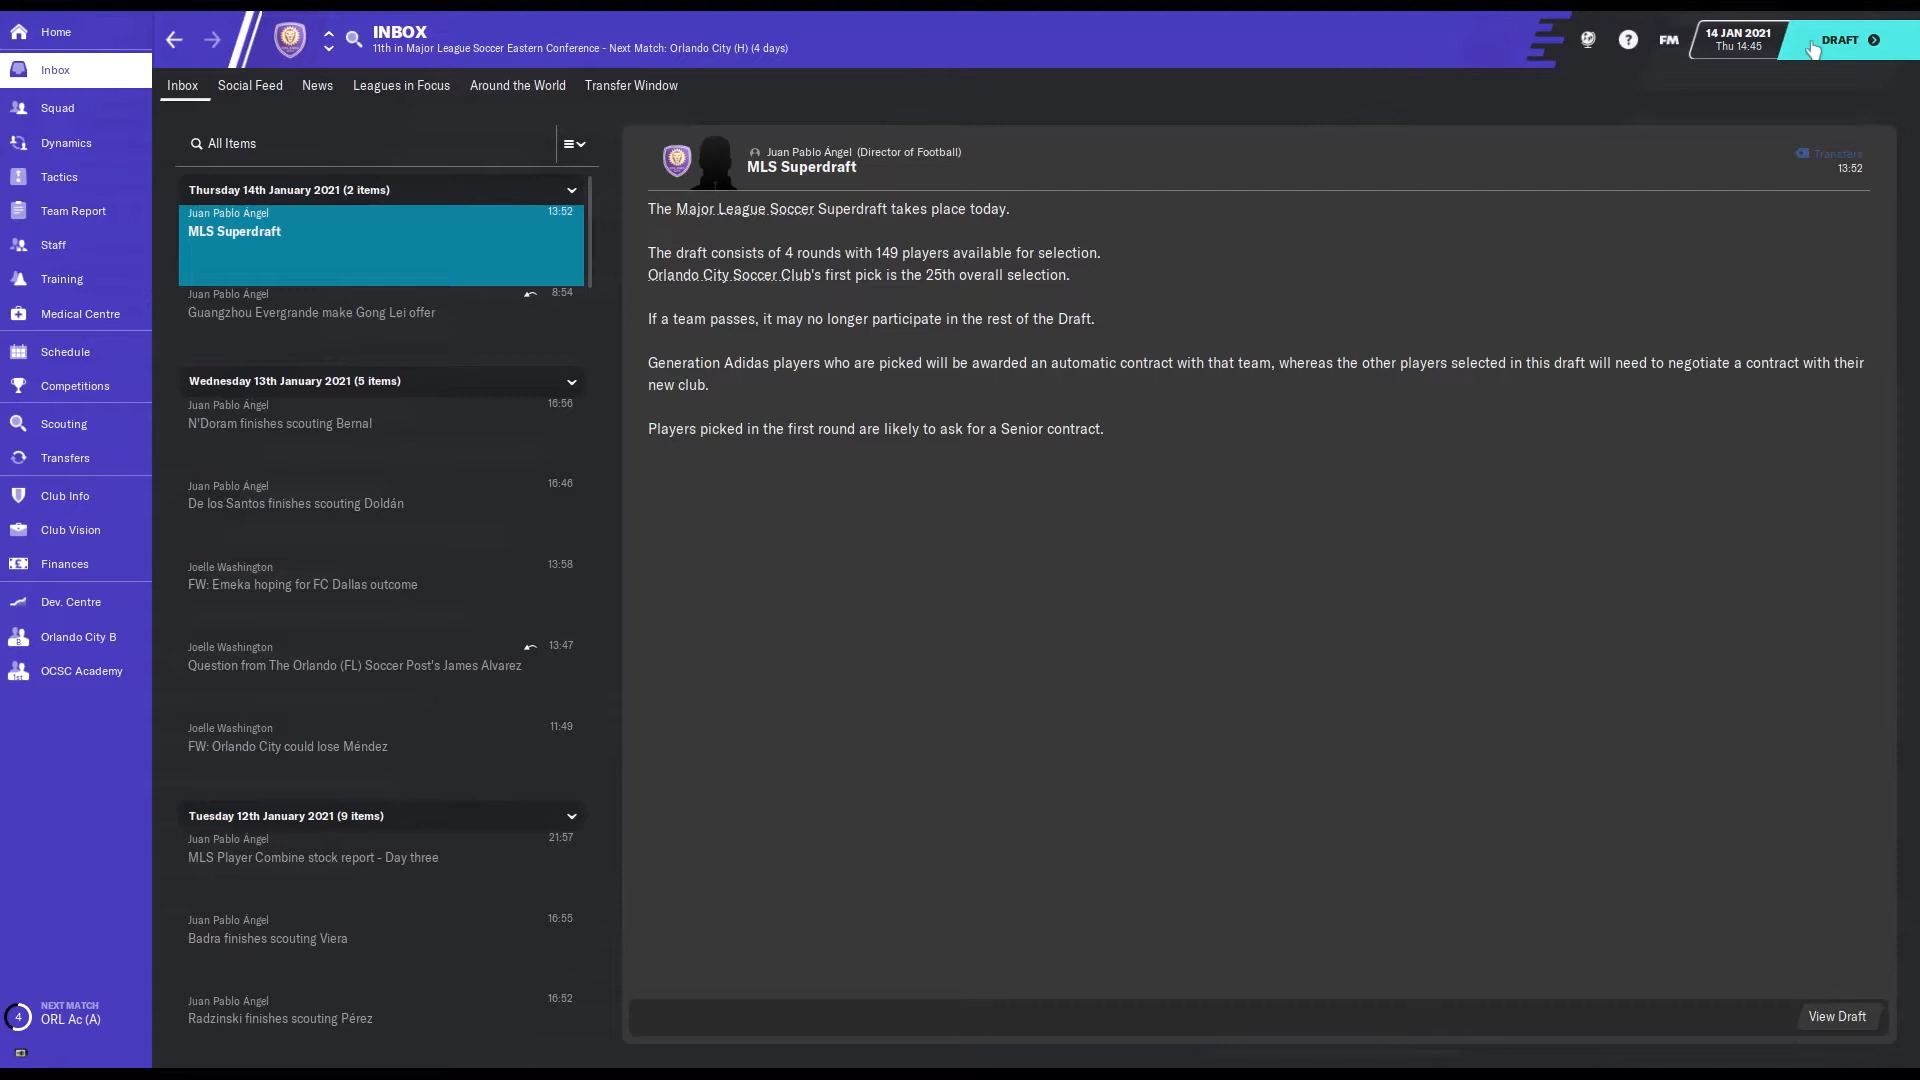 Home
INBOX
11th in Major League Soccer Eastern Conference - Next Match: Orlando City (H) (4 days)
FM
14 JAN 2021
Thu 14:45
DRAFT
Inbox
Squad
Dynamics
Tactics
Team Report
Staff
Training
Medical Centre
Schedule
Competitions
Scouting
Transfers
Club Info
Club Vision
Finances
Dev. Centre
Orlando City B
OCSC Academy
NEXT MATCH
4
ORL Ac (A)
Inbox Social Feed News Leagues in Focus Around the World Transfer Window
All Items
Thursday 14th January 2021 (2 items)
Juan Pablo Ángel 13:52
MLS Superdraft
Juan Pablo Ángel 8:54
Guangzhou Evergrande make Gong Lei offer
Wednesday 13th January 2021 (5 items)
Juan Pablo Ángel 16:56
N'Doram finishes scouting Bernal
Juan Pablo Ángel 16:46
De los Santos finishes scouting Doldán
Joelle Washington 13:58
FW: Emeka hoping for FC Dallas outcome
Joelle Washington 13:47
Question from The Orlando (FL) Soccer Post's James Alvarez
Joelle Washington 11:49
FW: Orlando City could lose Méndez
Tuesday 12th January 2021 (9 items)
Juan Pablo Ángel 21:57
MLS Player Combine stock report - Day three
Juan Pablo Ángel 16:55
Badra finishes scouting Viera
Juan Pablo Ángel 16:52
Radzinski finishes scouting Pérez
Juan Pablo Ángel (Director of Football)
MLS Superdraft
Transfers
13:52
The Major League Soccer Superdraft takes place today.
The draft consists of 4 rounds with 149 players available for selection.
Orlando City Soccer Club's first pick is the 25th overall selection.
If a team passes, it may no longer participate in the rest of the Draft.
Generation Adidas players who are picked will be awarded an automatic contract with that team, whereas the other players selected in this draft will need to negotiate a contract with their
new club.
Players picked in the first round are likely to ask for a Senior contract.
View Draft